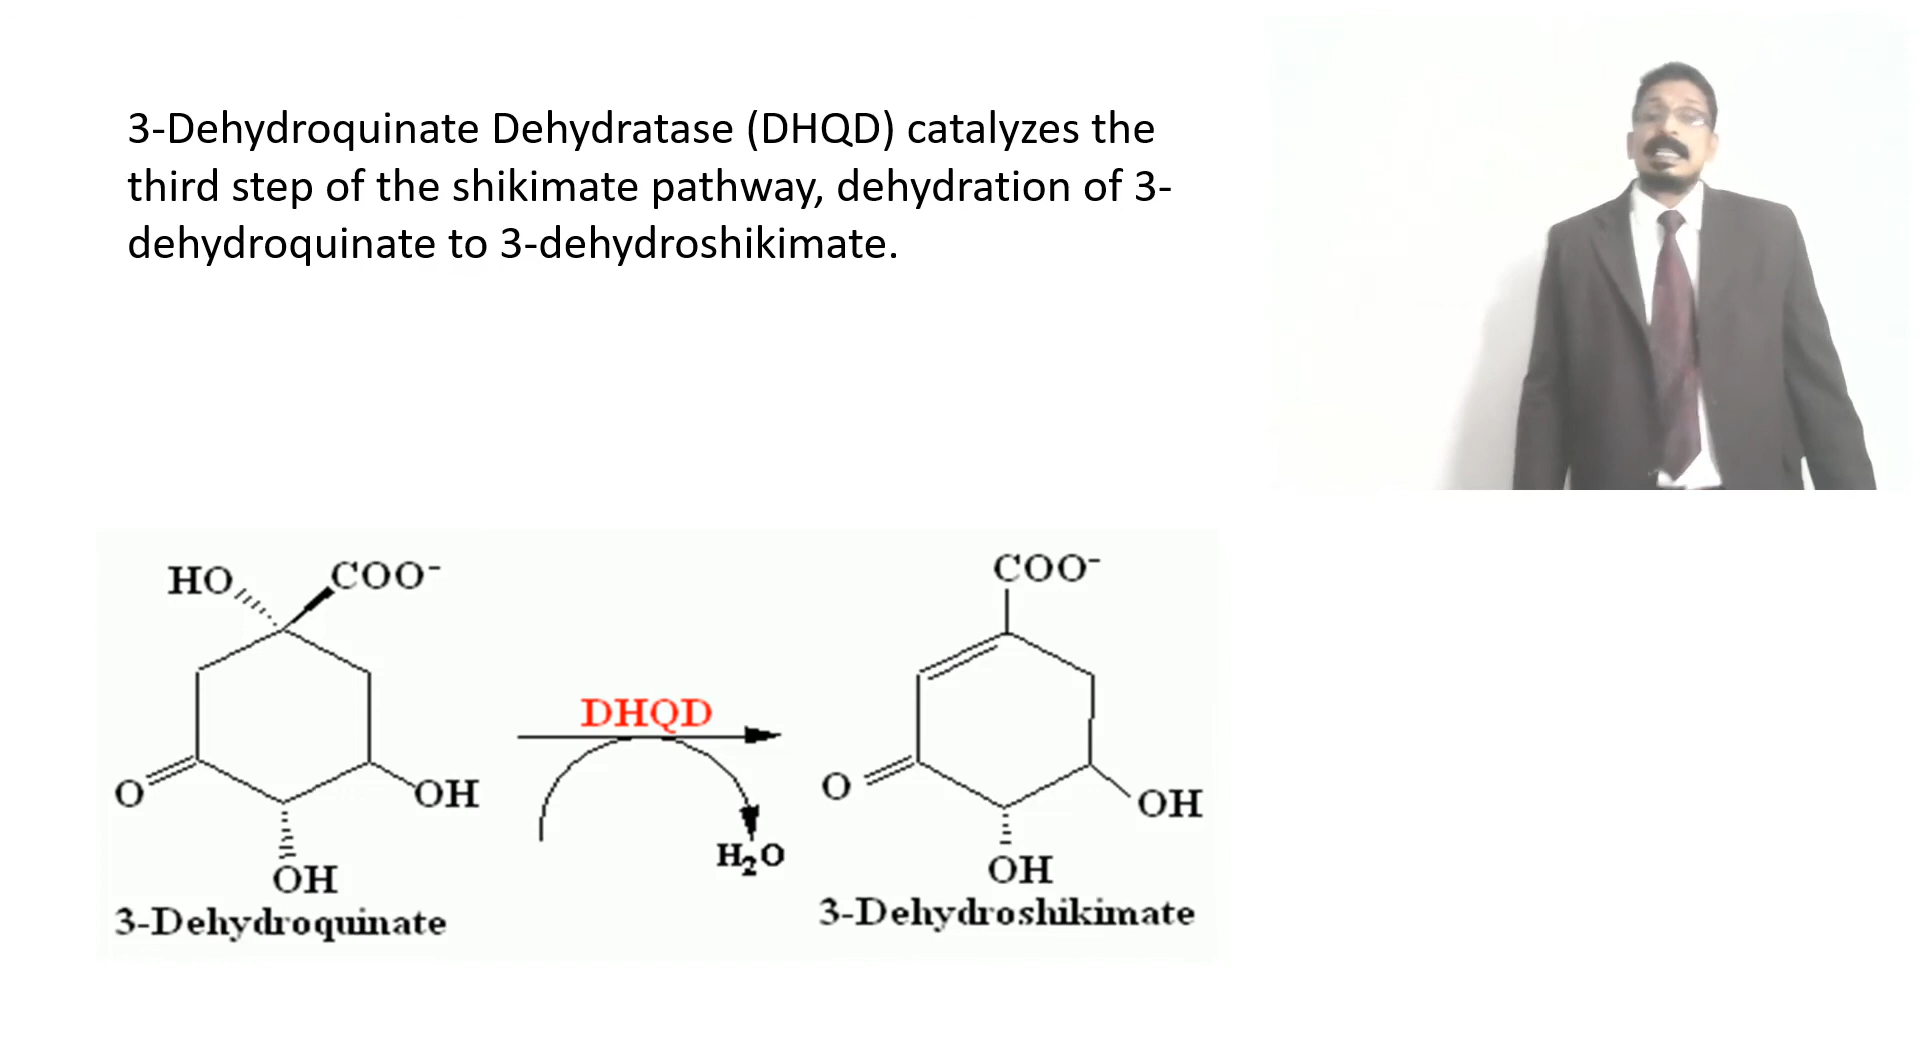 3-Dehydroquinate Dehydratase (DHQD) catalyzes the
third step of the shikimate pathway, dehydration of 3-
dehydroquinate to 3-dehydroshikimate.
HO COO-
O OH
OH
3-Dehydroquinate
DHQD
H2O
COO-
O
OH
OH
3-Dehydroshikimate